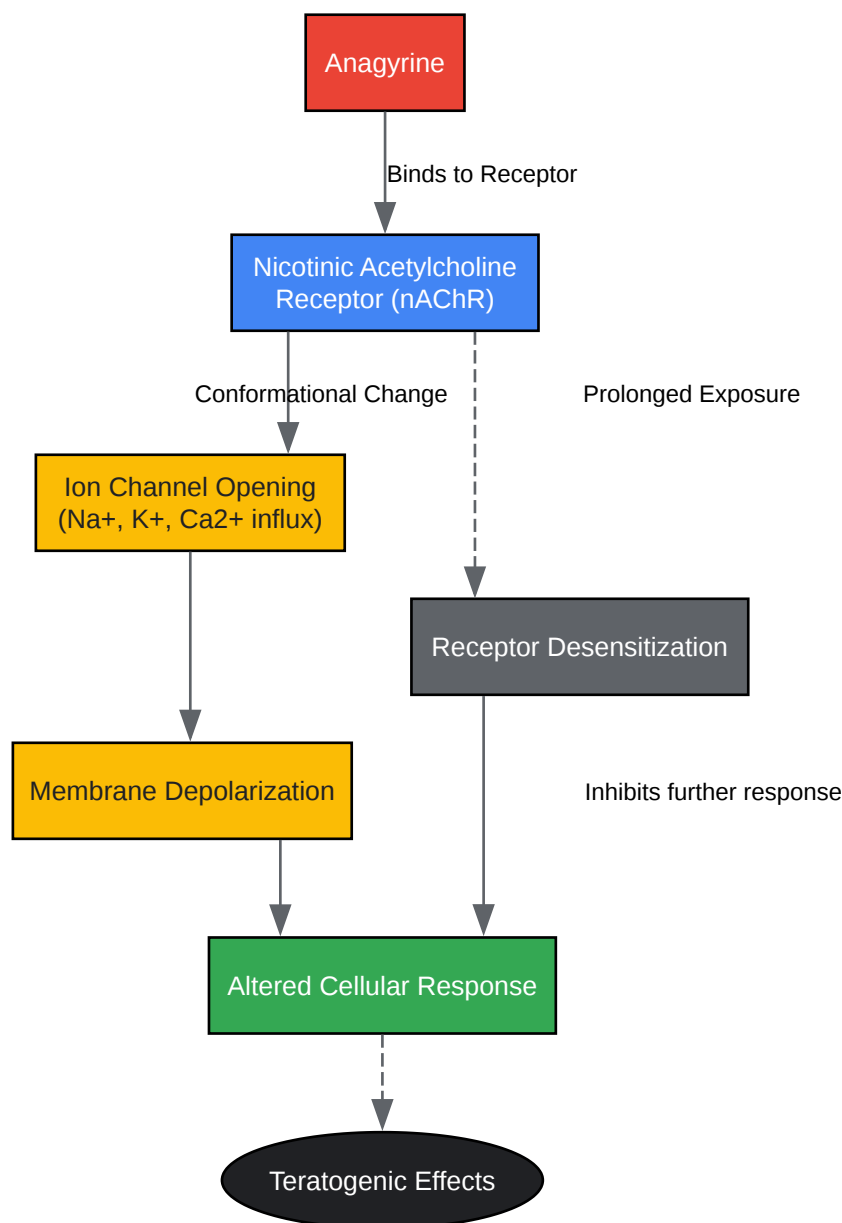 Anagyrine
Binds to Receptor
Nicotinic Acetylcholine
Receptor (nAChR)
Conformational Change
Prolonged Exposure
Ion Channel Opening
(Na+, K+, Ca2+ influx)
Receptor Desensitization
Membrane Depolarization
Inhibits further response
Altered Cellular Response
Teratogenic Effects